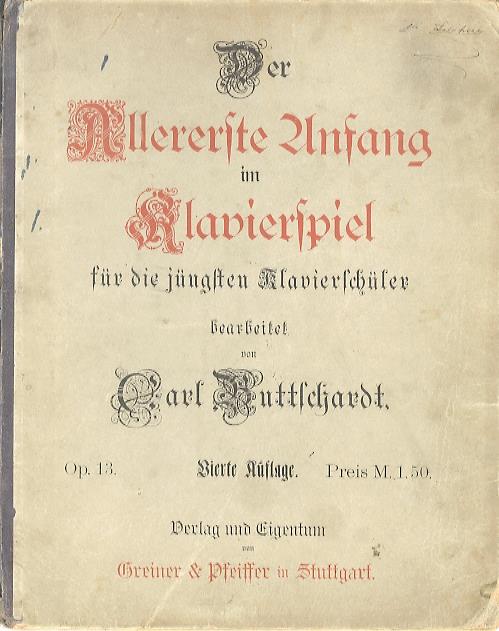 Der
Allererste Anfang
im
Klavierspiel
für die jüngsten Klavierschüler
bearbeitet
von
Carl Buttschardt.
Op. 13. Vierte Auflage. Preis M. 1.50.
Verlag und Eigentum
von
Greiner & Pfeiffer in Stuttgart.